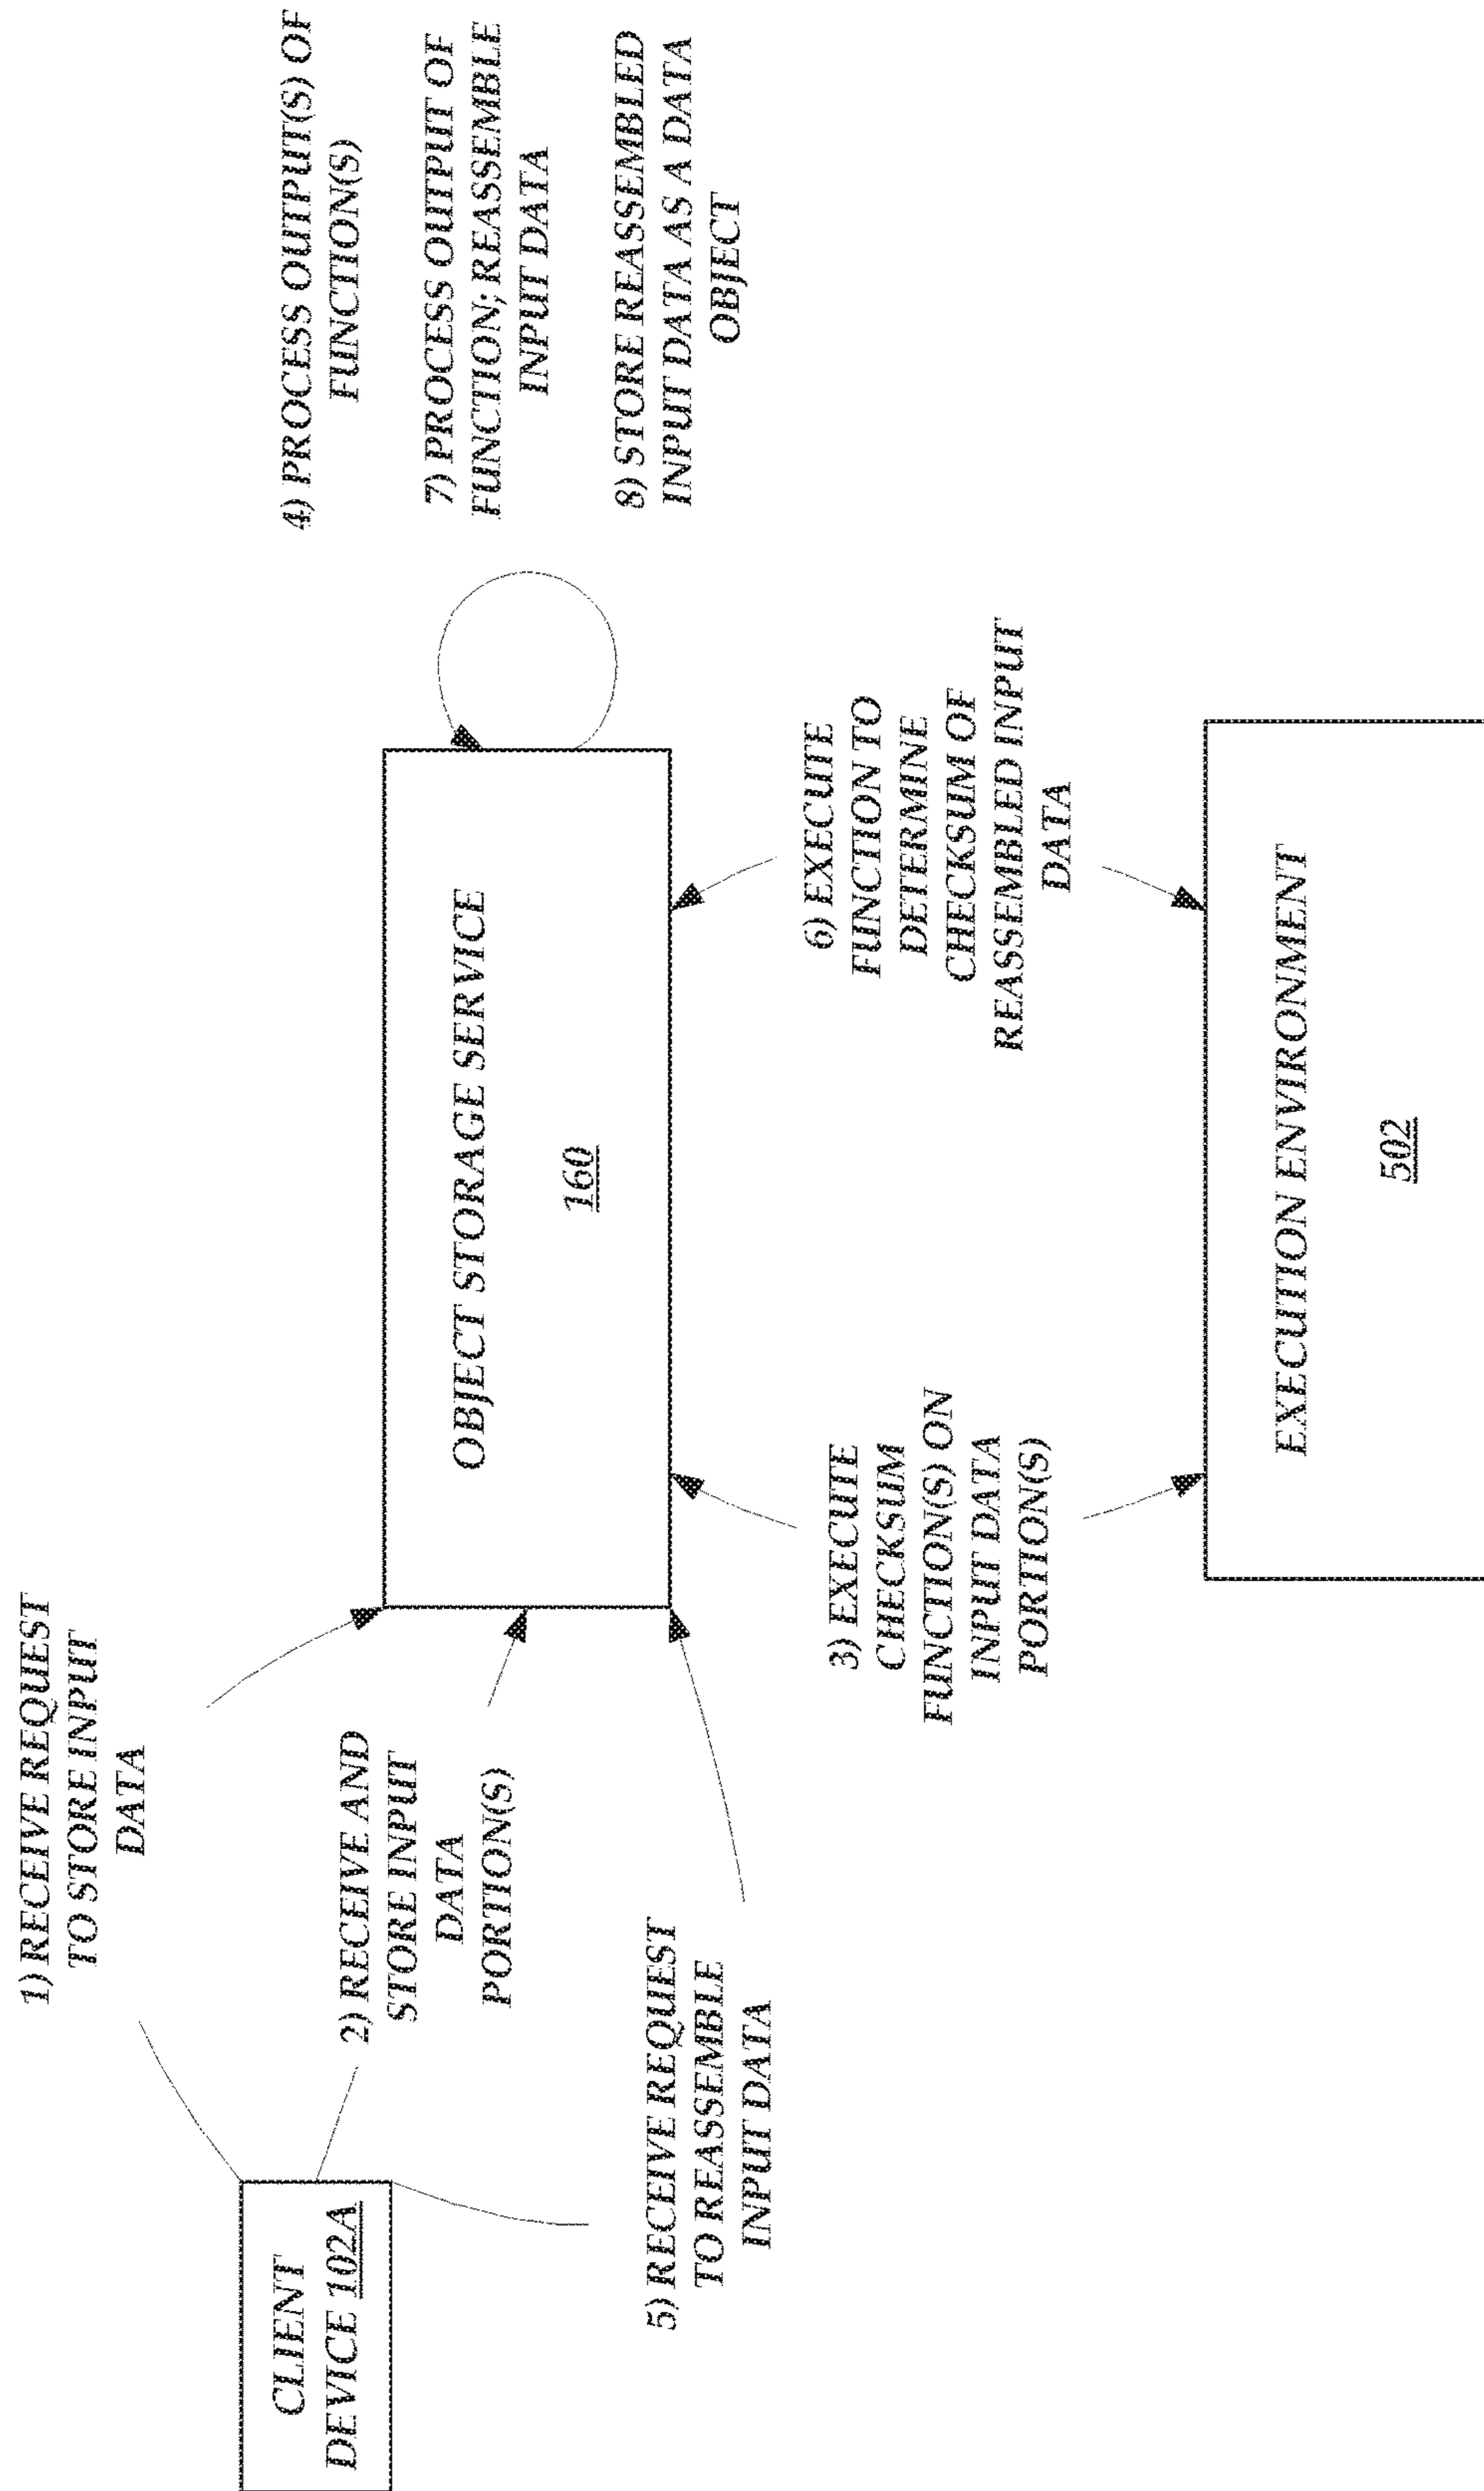 1) RECEIVE REQUEST
TO STORE INPUT
DATA
CLIENT
DEVICE 102A
2) RECEIVE AND
STORE INPUT
DATA
PORTION(S)
5) RECEIVE REQUEST
TO REASSEMBLE
INPUT DATA
OBJECT STORAGE SERVICE
160
4) PROCESS OUTPUT(S) OF
FUNCTION(S)
7) PROCESS OUTPUT OF
FUNCTION; REASSEMBLE
INPUT DATA
8) STORE REASSEMBLED
INPUT DATA AS A DATA
OBJECT
3) EXECUTE
CHECKSUM
FUNCTION(S) ON
INPUT DATA
PORTION(S)
6) EXECUTE
FUNCTION TO
DETERMINE
CHECKSUM OF
REASSEMBLED INPUT
DATA
EXECUTION ENVIRONMENT
502